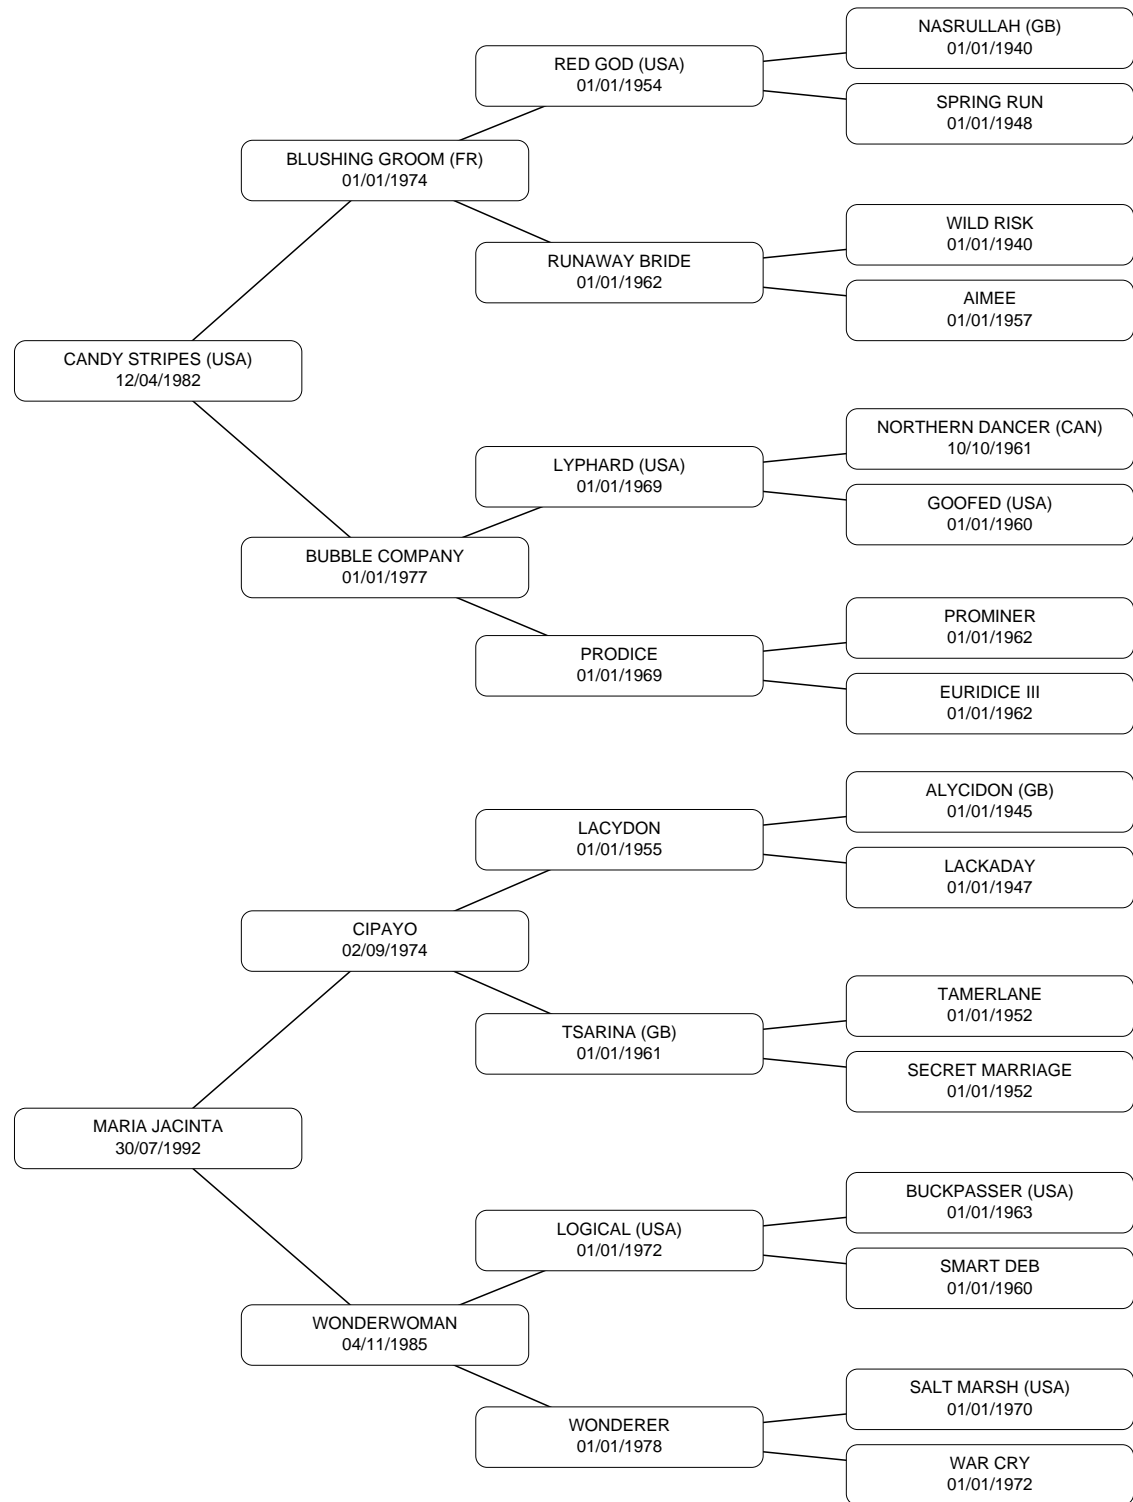 NASRULLAH (GB)
01/01/1940
RED GOD (USA)
01/01/1954
SPRING RUN
01/01/1948
BLUSHING GROOM (FR)
01/01/1974
WILD RISK
01/01/1940
RUNAWAY BRIDE
01/01/1962
AIMEE
01/01/1957
CANDY STRIPES (USA)
12/04/1982
NORTHERN DANCER (CAN)
10/10/1961
LYPHARD (USA)
01/01/1969
GOOFED (USA)
01/01/1960
BUBBLE COMPANY
01/01/1977
PROMINER
01/01/1962
PRODICE
01/01/1969
EURIDICE III
01/01/1962
ALYCIDON (GB)
01/01/1945
LACYDON
01/01/1955
LACKADAY
01/01/1947
CIPAYO
02/09/1974
TAMERLANE
01/01/1952
TSARINA (GB)
01/01/1961
SECRET MARRIAGE
01/01/1952
MARIA JACINTA
30/07/1992
BUCKPASSER (USA)
01/01/1963
LOGICAL (USA)
01/01/1972
SMART DEB
01/01/1960
WONDERWOMAN
04/11/1985
SALT MARSH (USA)
01/01/1970
WONDERER
01/01/1978
WAR CRY
01/01/1972